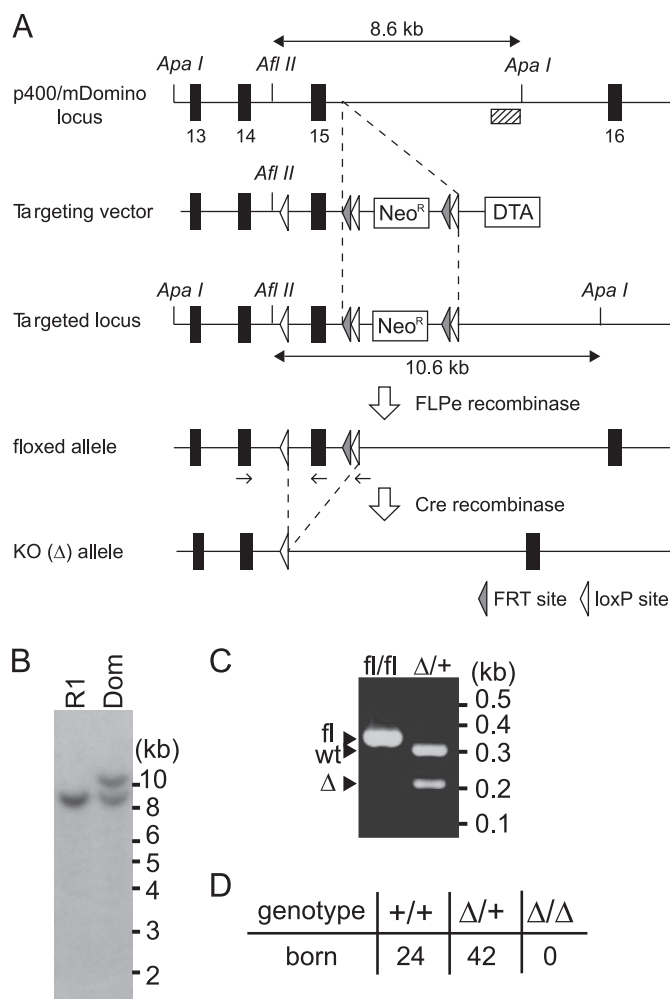 A
8.6 kb
Apa I
Afl II
Apa I
p400/mDomino
locus
13
14
15
16
Afl II
Targeting vector
Neo^R
DTA
Apa I
Afl II
Apa I
Targeted locus
Neo^R
10.6 kb
FLPe recombinase
floxed allele
Cre recombinase
KO (Δ) allele
FRT site
loxP site
B
R1
Dom
(kb)
10
8
6
5
4
3
2
C
fl/fl
Δ/+
(kb)
0.5
0.4
fl
wt
0.3
Δ
0.2
0.1
D
genotype +/+ Δ/+ Δ/Δ
born 24 42 0